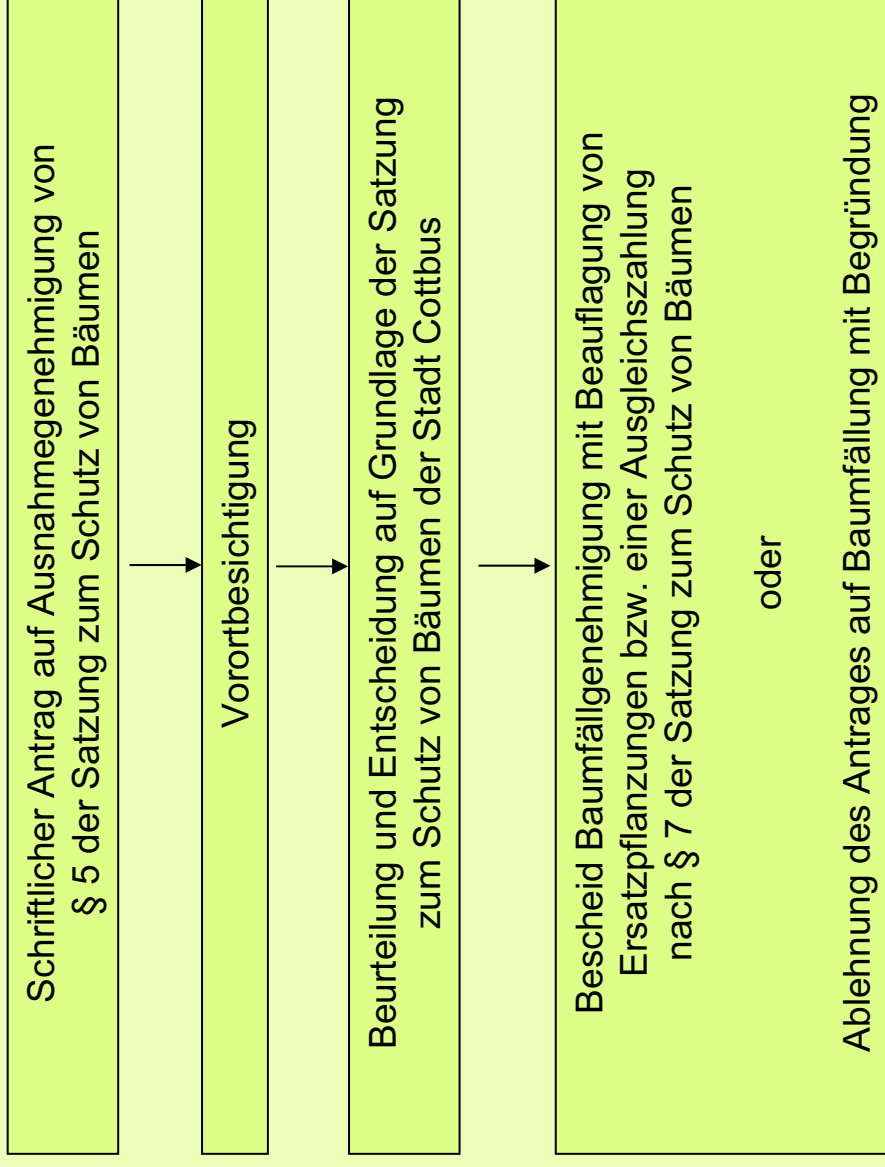 Schriftlicher Antrag auf Ausnahmegenehmigung von
§ 5 der Satzung zum Schutz von Bäumen
Vorortbesichtigung
Beurteilung und Entscheidung auf Grundlage der Satzung
zum Schutz von Bäumen der Stadt Cottbus
Bescheid Baumfällgenehmigung mit Beauflagung von
Ersatzpflanzungen bzw. einer Ausgleichszahlung
nach § 7 der Satzung zum Schutz von Bäumen
oder
Ablehnung des Antrages auf Baumfällung mit Begründung